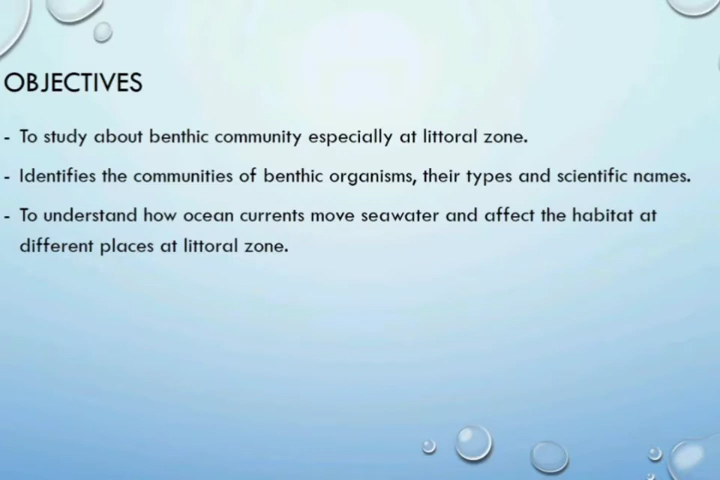 OBJECTIVES
- To study about benthic community especially at littoral zone.
- Identifies the communities of benthic organisms, their types and scientific names.
- To understand how ocean currents move seawater and affect the habitat at
different places at littoral zone.